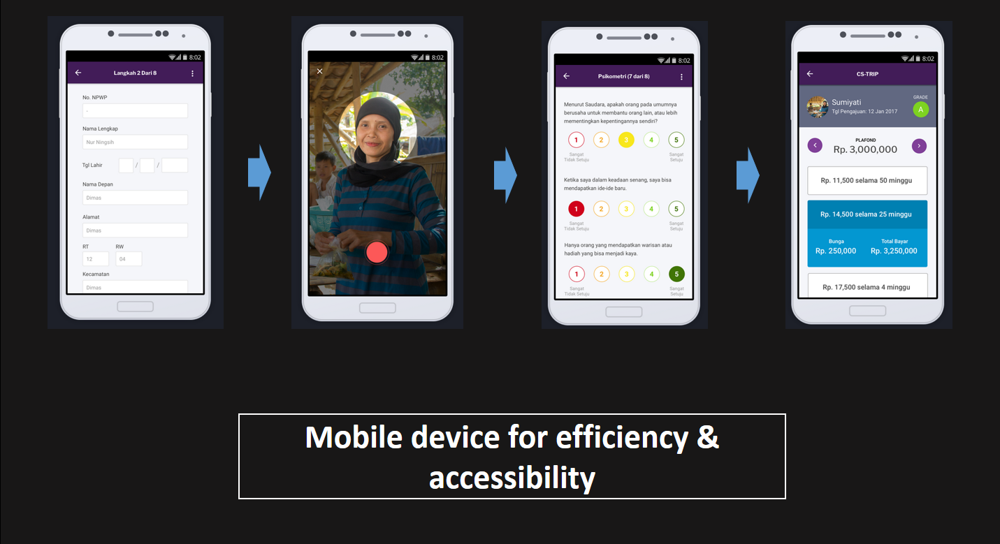 8:02
Langkah 2 Dari 8
No. NPWP
-
Nama Lengkap
Nur Ningsih
Tgl Lahir / /
Nama Depan
Dimas
Alamat
Dimas
RT RW
12 04
Kecamatan
Dimas
8:02
8:02
Psikometri (7 dari 8)
Menurut Saudara, apakah orang pada umumnya
berusaha untuk membantu orang lain, atau lebih
mementingkan kepentingannya sendiri?
1 2 3 4 5
Sangat Sangat
Tidak Setuju Setuju
Ketika saya dalam keadaan senang, saya bisa
mendapatkan ide-ide baru.
1 2 3 4 5
Sangat Sangat
Tidak Setuju Setuju
Hanya orang yang mendapatkan warisan atau
hadiah yang bisa menjadi kaya.
1 2 3 4 5
Sangat Sangat
Tidak Setuju Setuju
8:02
CS-TRIP
GRADE
Sumiyati
A
Tgl Pengajuan: 12 Jan 2017
PLAFOND
Rp. 3,000,000
Rp. 11,500 selama 50 minggu
Rp. 14,500 selama 25 minggu
Bunga Total Bayar
Rp. 250,000 Rp. 3,250,000
Rp. 17,500 selama 4 minggu
Mobile device for efficiency &
accessibility